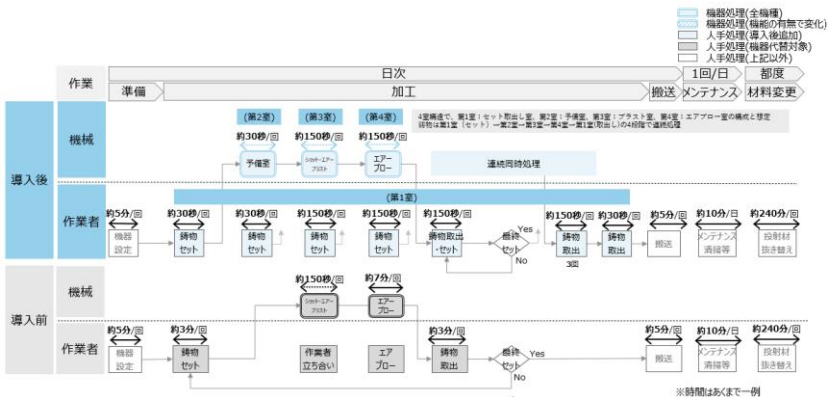 機器処理(全機種)
機器処理(機能の有無で変化)
人手処理(導入後追加)
人手処理(機器代替対象)
人手処理(上記以外)
作業
日次
1回/日
都度
準備
加工
搬送
メンテナンス
材料変更
導入後
機械
(第2室)
(第3室)
(第4室)
約30秒/回
約150秒/回
約150秒/回
予備室
ショット・エアー
ブラスト
エアー
ブロー
4室構造で、第1室：セット取出し室、第2室：予備室、第3室：ブラスト室、第4室：エアーブロー室の構成と想定
鋳物は第1室（セット）→第2室→第3室→第4室→第1室(取出し)の4段階で連続処理
連続同時処理
作業者
(第1室)
約5分/回
約30秒/回
約30秒/回
約150秒/回
約150秒/回
約150秒/回
約150秒/回
約30秒/回
約5分/回
約10分/日
約240分/回
機器
設定
鋳物
セット
鋳物
セット
鋳物
セット
鋳物
セット
鋳物取出
・セット
最終
セット
Yes
No
鋳物
取出
3回
鋳物
取出
搬送
メンテナンス
清掃等
投射材
抜き替え
導入前
機械
約150秒/回
約7分/回
ショット・エアー
ブラスト
エアー
ブロー
作業者
約5分/回
約3分/回
約3分/回
約5分/回
約10分/日
約240分/回
機器
設定
鋳物
セット
作業者
立ち合い
エア
ブロー
鋳物
取出
最終
セット
Yes
No
搬送
メンテナンス
清掃等
投射材
抜き替え
※時間はあくまで一例